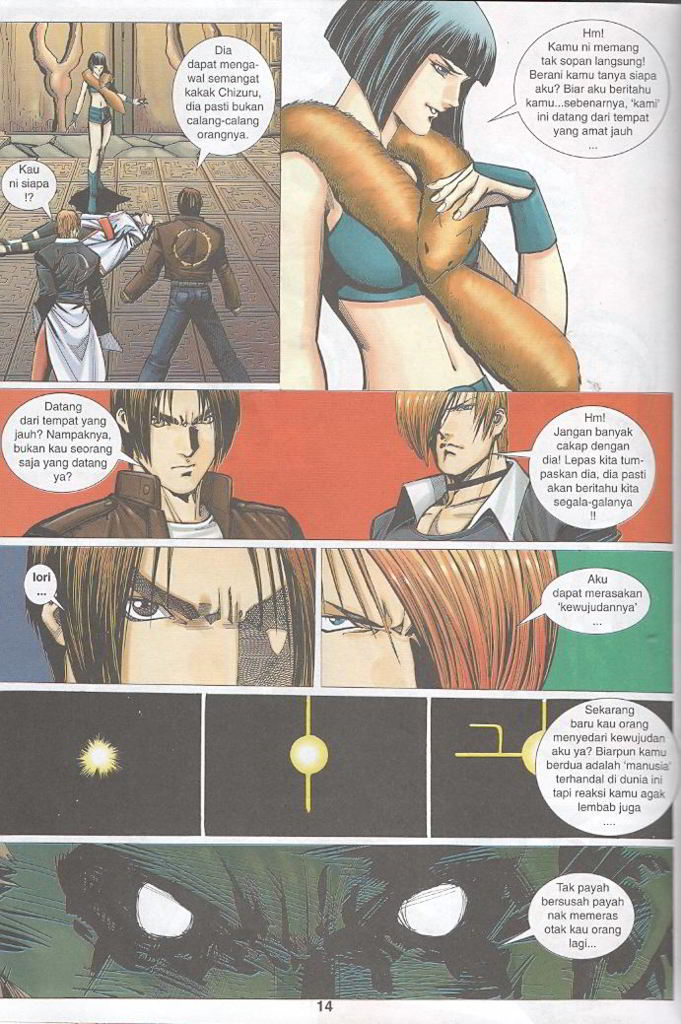 Dia
dapat menga-
wal semangat
kakak Chizuru,
dia pasti bukan
calang-calang
orangnya.
Kau
ni siapa
!?
Hm!
Kamu ni memang
tak sopan langsung!
Berani kamu tanya siapa
aku? Biar aku beritahu
kamu...sebenarnya, 'kami'
ini datang dari tempat
yang amat jauh
...
Datang
dari tempat yang
jauh? Nampaknya,
bukan kau seorang
saja yang datang
ya?
Hm!
Jangan banyak
cakap dengan
dia! Lepas kita tum-
paskan dia, dia pasti
akan beritahu kita
segala-galanya
!!
Iori
...
Aku
dapat merasakan
'kewujudannya'
...
Sekarang
baru kau orang
menyedari kewujudan
aku ya? Biarpun kamu
berdua adalah 'manusia'
terhandal di dunia ini
tapi reaksi kamu agak
lembab juga
....
Tak payah
bersusah payah
nak memeras
otak kau orang
lagi...
14